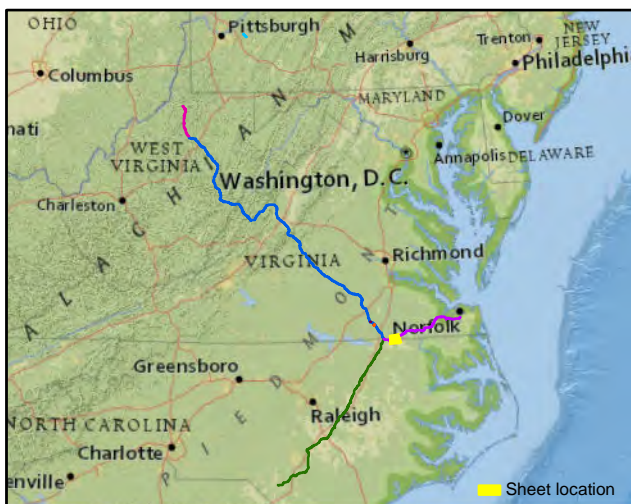 OHIO
Pittsburgh
M
Harrisburg
Trenton
NEW
JERSEY
Philadelphia
Columbus
MARYLAND
nati
N
Dover
WEST
VIRGINIA
A
I
Annapolis
DELAWARE
H
Washington, D.C.
Charleston
C
T
A
N
L
Richmond
VIRGINIA
O
A
P
P
A
M
Norfolk
Greensboro
D
E
Raleigh
I
NORTH CAROLINA
P
Charlotte
enville
Sheet location